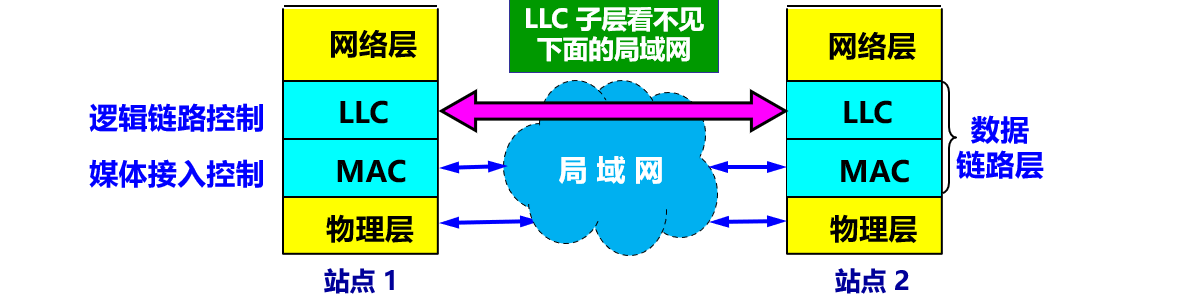 LLC 子层看不见
下面的局域网
网络层
网络层
逻辑链路控制
LLC
LLC
数据
链路层
媒体接入控制
MAC
局 域 网
MAC
物理层
物理层
站点 1
站点 2